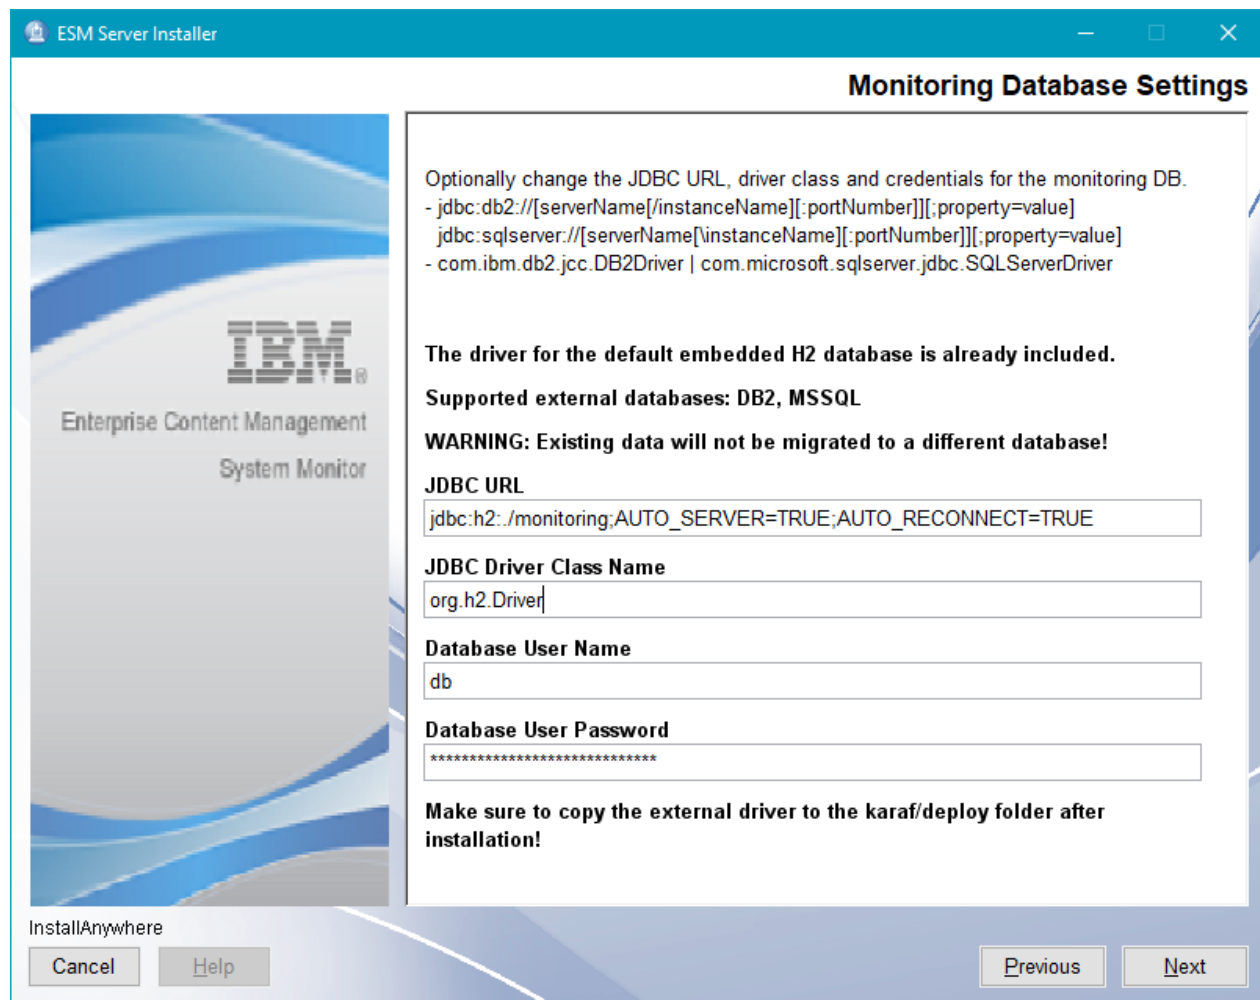 ESM Server Installer
Monitoring Database Settings
IBM®
Enterprise Content Management
System Monitor
Optionally change the JDBC URL, driver class and credentials for the monitoring DB.
- jdbc:db2://[serverName[/instanceName][:portNumber]][;property=value]
jdbc:sqlserver://[serverName[\instanceName][:portNumber]][;property=value]
- com.ibm.db2.jcc.DB2Driver | com.microsoft.sqlserver.jdbc.SQLServerDriver
The driver for the default embedded H2 database is already included.
Supported external databases: DB2, MSSQL
WARNING: Existing data will not be migrated to a different database!
JDBC URL
jdbc:h2:./monitoring;AUTO_SERVER=TRUE;AUTO_RECONNECT=TRUE
JDBC Driver Class Name
org.h2.Driver
Database User Name
db
Database User Password
*****************************
Make sure to copy the external driver to the karaf/deploy folder after
installation!
InstallAnywhere
Cancel
Help
Previous
Next